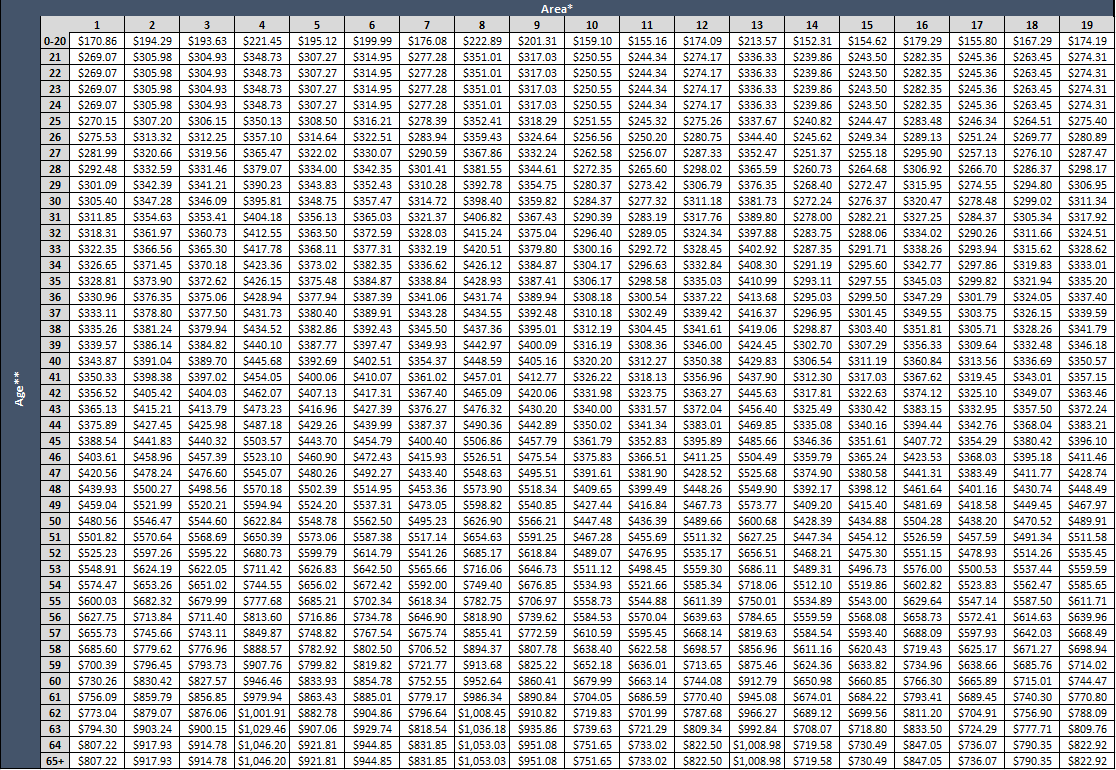 Area*
1 2 3 4 5 6 7 8 9 10 11 12 13 14 15 16 17 18 19
0-20 $170.86 $194.29 $193.63 $221.45 $195.12 $199.99 $176.08 $222.89 $201.31 $159.10 $155.16 $174.09 $213.57 $152.31 $154.62 $179.29 $155.80 $167.29 $174.19
21 $269.07 $305.98 $304.93 $348.73 $307.27 $314.95 $277.28 $351.01 $317.03 $250.55 $244.34 $274.17 $336.33 $239.86 $243.50 $282.35 $245.36 $263.45 $274.31
22 $269.07 $305.98 $304.93 $348.73 $307.27 $314.95 $277.28 $351.01 $317.03 $250.55 $244.34 $274.17 $336.33 $239.86 $243.50 $282.35 $245.36 $263.45 $274.31
23 $269.07 $305.98 $304.93 $348.73 $307.27 $314.95 $277.28 $351.01 $317.03 $250.55 $244.34 $274.17 $336.33 $239.86 $243.50 $282.35 $245.36 $263.45 $274.31
24 $269.07 $305.98 $304.93 $348.73 $307.27 $314.95 $277.28 $351.01 $317.03 $250.55 $244.34 $274.17 $336.33 $239.86 $243.50 $282.35 $245.36 $263.45 $274.31
25 $270.15 $307.20 $306.15 $350.13 $308.50 $316.21 $278.39 $352.41 $318.29 $251.55 $245.32 $275.26 $337.67 $240.82 $244.47 $283.48 $246.34 $264.51 $275.40
26 $275.53 $313.32 $312.25 $357.10 $314.64 $322.51 $283.94 $359.43 $324.64 $256.56 $250.20 $280.75 $344.40 $245.62 $249.34 $289.13 $251.24 $269.77 $280.89
27 $281.99 $320.66 $319.56 $365.47 $322.02 $330.07 $290.59 $367.86 $332.24 $262.58 $256.07 $287.33 $352.47 $251.37 $255.18 $295.90 $257.13 $276.10 $287.47
28 $292.48 $332.59 $331.46 $379.07 $334.00 $342.35 $301.41 $381.55 $344.61 $272.35 $265.60 $298.02 $365.59 $260.73 $264.68 $306.92 $266.70 $286.37 $298.17
29 $301.09 $342.39 $341.21 $390.23 $343.83 $352.43 $310.28 $392.78 $354.75 $280.37 $273.42 $306.79 $376.35 $268.40 $272.47 $315.95 $274.55 $294.80 $306.95
30 $305.40 $347.28 $346.09 $395.81 $348.75 $357.47 $314.72 $398.40 $359.82 $284.37 $277.32 $311.18 $381.73 $272.24 $276.37 $320.47 $278.48 $299.02 $311.34
31 $311.85 $354.63 $353.41 $404.18 $356.13 $365.03 $321.37 $406.82 $367.43 $290.39 $283.19 $317.76 $389.80 $278.00 $282.21 $327.25 $284.37 $305.34 $317.92
32 $318.31 $361.97 $360.73 $412.55 $363.50 $372.59 $328.03 $415.24 $375.04 $296.40 $289.05 $324.34 $397.88 $283.75 $288.06 $334.02 $290.26 $311.66 $324.51
33 $322.35 $366.56 $365.30 $417.78 $368.11 $377.31 $332.19 $420.51 $379.80 $300.16 $292.72 $328.45 $402.92 $287.35 $291.71 $338.26 $293.94 $315.62 $328.62
34 $326.65 $371.45 $370.18 $423.36 $373.02 $382.35 $336.62 $426.12 $384.87 $304.17 $296.63 $332.84 $408.30 $291.19 $295.60 $342.77 $297.86 $319.83 $333.01
35 $328.81 $373.90 $372.62 $426.15 $375.48 $384.87 $338.84 $428.93 $387.41 $306.17 $298.58 $335.03 $410.99 $293.11 $297.55 $345.03 $299.82 $321.94 $335.20
36 $330.96 $376.35 $375.06 $428.94 $377.94 $387.39 $341.06 $431.74 $389.94 $308.18 $300.54 $337.22 $413.68 $295.03 $299.50 $347.29 $301.79 $324.05 $337.40
37 $333.11 $378.80 $377.50 $431.73 $380.40 $389.91 $343.28 $434.55 $392.48 $310.18 $302.49 $339.42 $416.37 $296.95 $301.45 $349.55 $303.75 $326.15 $339.59
38 $335.26 $381.24 $379.94 $434.52 $382.86 $392.43 $345.50 $437.36 $395.01 $312.19 $304.45 $341.61 $419.06 $298.87 $303.40 $351.81 $305.71 $328.26 $341.79
39 $339.57 $386.14 $384.82 $440.10 $387.77 $397.47 $349.93 $442.97 $400.09 $316.19 $308.36 $346.00 $424.45 $302.70 $307.29 $356.33 $309.64 $332.48 $346.18
40 $343.87 $391.04 $389.70 $445.68 $392.69 $402.51 $354.37 $448.59 $405.16 $320.20 $312.27 $350.38 $429.83 $306.54 $311.19 $360.84 $313.56 $336.69 $350.57
41 $350.33 $398.38 $397.02 $454.05 $400.06 $410.07 $361.02 $457.01 $412.77 $326.22 $318.13 $356.96 $437.90 $312.30 $317.03 $367.62 $319.45 $343.01 $357.15
42 $356.52 $405.42 $404.03 $462.07 $407.13 $417.31 $367.40 $465.09 $420.06 $331.98 $323.75 $363.27 $445.63 $317.81 $322.63 $374.12 $325.10 $349.07 $363.46
43 $365.13 $415.21 $413.79 $473.23 $416.96 $427.39 $376.27 $476.32 $430.20 $340.00 $331.57 $372.04 $456.40 $325.49 $330.42 $383.15 $332.95 $357.50 $372.24
44 $375.89 $427.45 $425.98 $487.18 $429.26 $439.99 $387.37 $490.36 $442.89 $350.02 $341.34 $383.01 $469.85 $335.08 $340.16 $394.44 $342.76 $368.04 $383.21
45 $388.54 $441.83 $440.32 $503.57 $443.70 $454.79 $400.40 $506.86 $457.79 $361.79 $352.83 $395.89 $485.66 $346.36 $351.61 $407.72 $354.29 $380.42 $396.10
46 $403.61 $458.96 $457.39 $523.10 $460.90 $472.43 $415.93 $526.51 $475.54 $375.83 $366.51 $411.25 $504.49 $359.79 $365.24 $423.53 $368.03 $395.18 $411.46
47 $420.56 $478.24 $476.60 $545.07 $480.26 $492.27 $433.40 $548.63 $495.51 $391.61 $381.90 $428.52 $525.68 $374.90 $380.58 $441.31 $383.49 $411.77 $428.74
48 $439.93 $500.27 $498.56 $570.18 $502.39 $514.95 $453.36 $573.90 $518.34 $409.65 $399.49 $448.26 $549.90 $392.17 $398.12 $461.64 $401.16 $430.74 $448.49
49 $459.04 $521.99 $520.21 $594.94 $524.20 $537.31 $473.05 $598.82 $540.85 $427.44 $416.84 $467.73 $573.77 $409.20 $415.40 $481.69 $418.58 $449.45 $467.97
50 $480.56 $546.47 $544.60 $622.84 $548.78 $562.50 $495.23 $626.90 $566.21 $447.48 $436.39 $489.66 $600.68 $428.39 $434.88 $504.28 $438.20 $470.52 $489.91
51 $501.82 $570.64 $568.69 $650.39 $573.06 $587.38 $517.14 $654.63 $591.25 $467.28 $455.69 $511.32 $627.25 $447.34 $454.12 $526.59 $457.59 $491.34 $511.58
52 $525.23 $597.26 $595.22 $680.73 $599.79 $614.79 $541.26 $685.17 $618.84 $489.07 $476.95 $535.17 $656.51 $468.21 $475.30 $551.15 $478.93 $514.26 $535.45
53 $548.91 $624.19 $622.05 $711.42 $626.83 $642.50 $565.66 $716.06 $646.73 $511.12 $498.45 $559.30 $686.11 $489.31 $496.73 $576.00 $500.53 $537.44 $559.59
54 $574.47 $653.26 $651.02 $744.55 $656.02 $672.42 $592.00 $749.40 $676.85 $534.93 $521.66 $585.34 $718.06 $512.10 $519.86 $602.82 $523.83 $562.47 $585.65
55 $600.03 $682.32 $679.99 $777.68 $685.21 $702.34 $618.34 $782.75 $706.97 $558.73 $544.88 $611.39 $750.01 $534.89 $543.00 $629.64 $547.14 $587.50 $611.71
56 $627.75 $713.84 $711.40 $813.60 $716.86 $734.78 $646.90 $818.90 $739.62 $584.53 $570.04 $639.63 $784.65 $559.59 $568.08 $658.73 $572.41 $614.63 $639.96
57 $655.73 $745.66 $743.11 $849.87 $748.82 $767.54 $675.74 $855.41 $772.59 $610.59 $595.45 $668.14 $819.63 $584.54 $593.40 $688.09 $597.93 $642.03 $668.49
58 $685.60 $779.62 $776.96 $888.57 $782.92 $802.50 $706.52 $894.37 $807.78 $638.40 $622.58 $698.57 $856.96 $611.16 $620.43 $719.43 $625.17 $671.27 $698.94
59 $700.39 $796.45 $793.73 $907.76 $799.82 $819.82 $721.77 $913.68 $825.22 $652.18 $636.01 $713.65 $875.46 $624.36 $633.82 $734.96 $638.66 $685.76 $714.02
60 $730.26 $830.42 $827.57 $946.46 $833.93 $854.78 $752.55 $952.64 $860.41 $679.99 $663.14 $744.08 $912.79 $650.98 $660.85 $766.30 $665.89 $715.01 $744.47
61 $756.09 $859.79 $856.85 $979.94 $863.43 $885.01 $779.17 $986.34 $890.84 $704.05 $686.59 $770.40 $945.08 $674.01 $684.22 $793.41 $689.45 $740.30 $770.80
62 $773.04 $879.07 $876.06 $1,001.91 $882.78 $904.86 $796.64 $1,008.45 $910.82 $719.83 $701.99 $787.68 $966.27 $689.12 $699.56 $811.20 $704.91 $756.90 $788.09
63 $794.30 $903.24 $900.15 $1,029.46 $907.06 $929.74 $818.54 $1,036.18 $935.86 $739.63 $721.29 $809.34 $992.84 $708.07 $718.80 $833.50 $724.29 $777.71 $809.76
64 $807.22 $917.93 $914.78 $1,046.20 $921.81 $944.85 $831.85 $1,053.03 $951.08 $751.65 $733.02 $822.50 $1,008.98 $719.58 $730.49 $847.05 $736.07 $790.35 $822.92
65+ $807.22 $917.93 $914.78 $1,046.20 $921.81 $944.85 $831.85 $1,053.03 $951.08 $751.65 $733.02 $822.50 $1,008.98 $719.58 $730.49 $847.05 $736.07 $790.35 $822.92
Age**